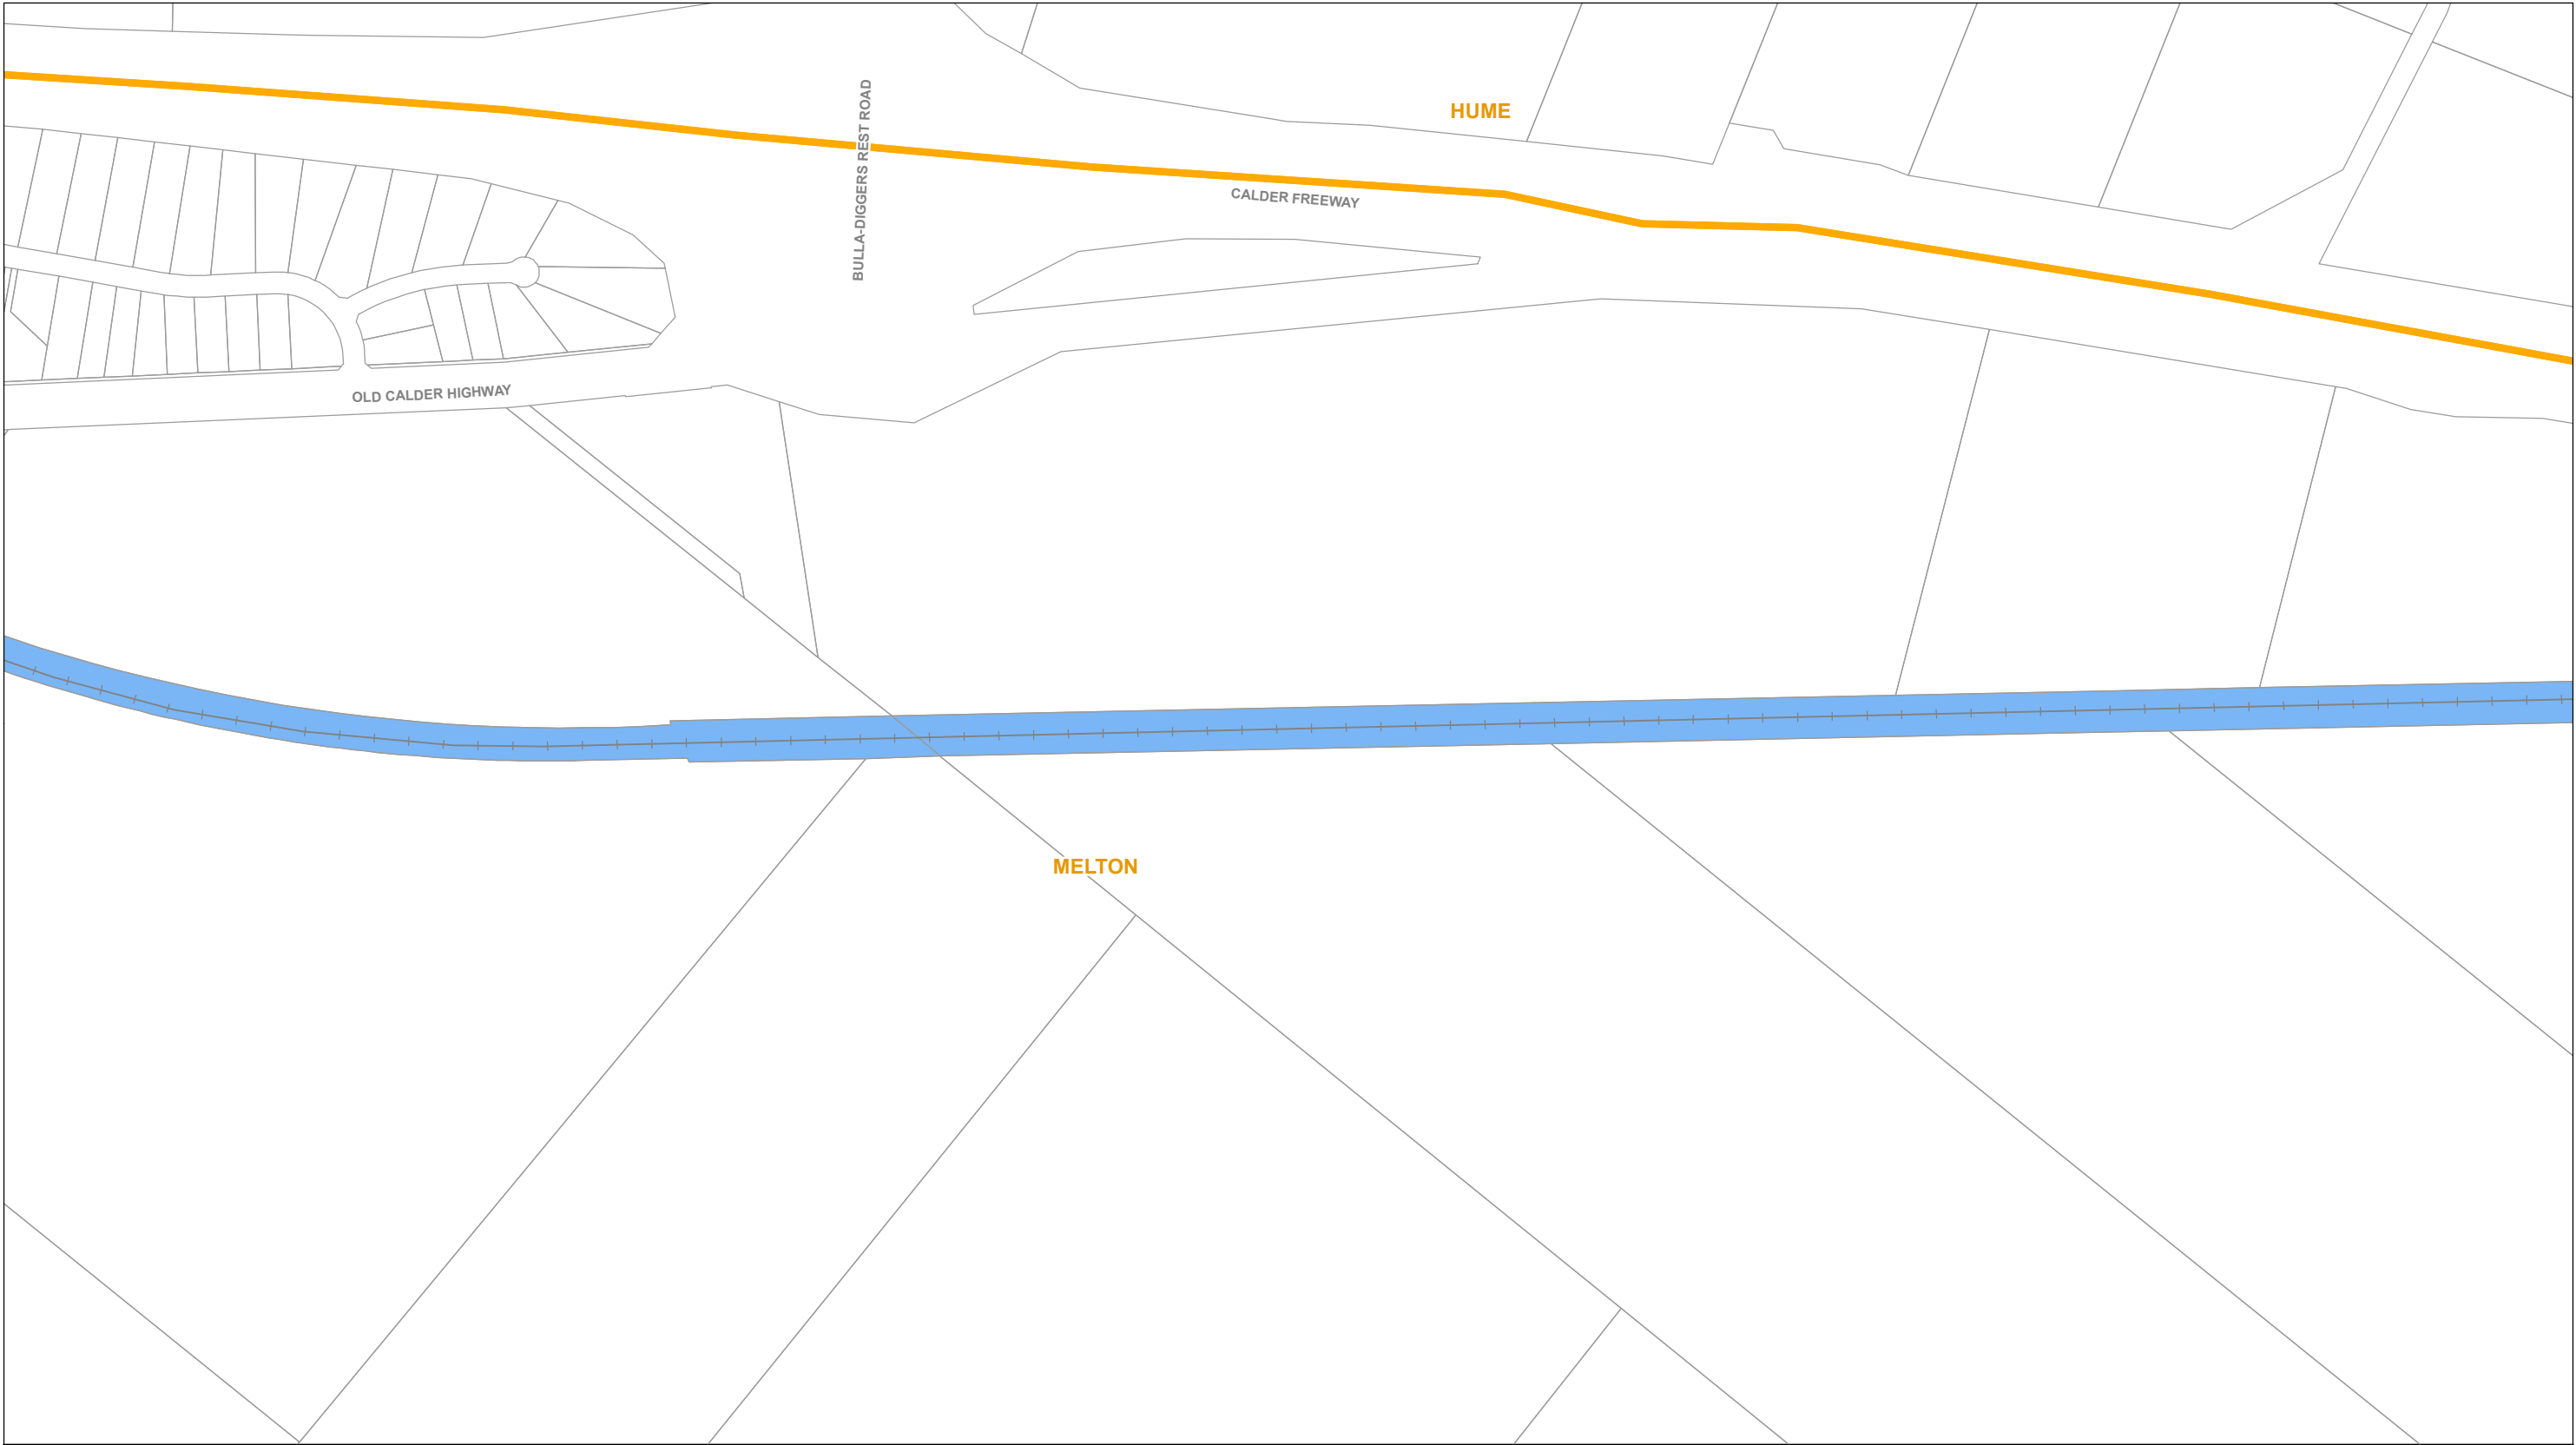 HUME
BULLA-DIGGERS REST ROAD
CALDER FREEWAY
OLD CALDER HIGHWAY
MELTON